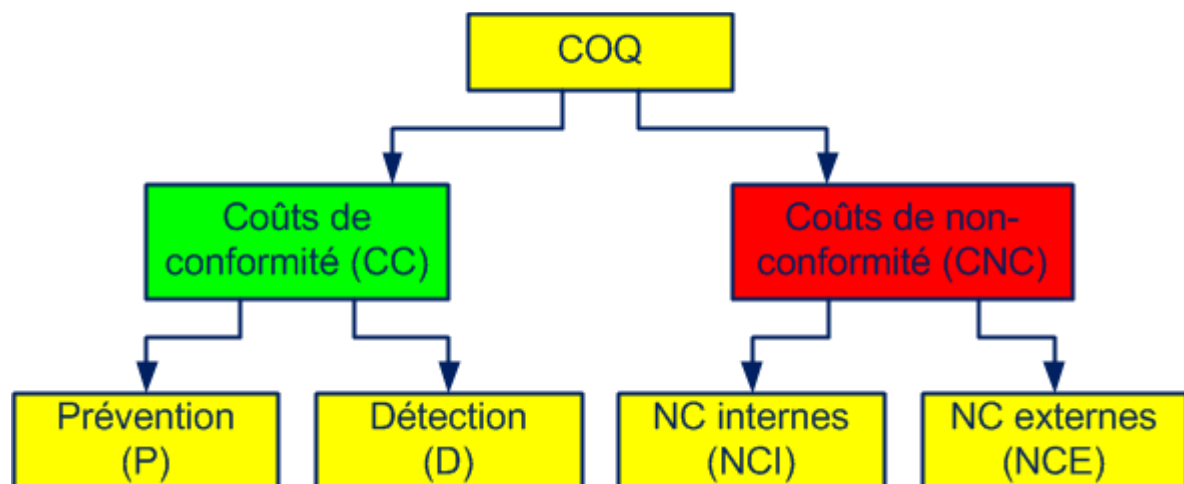 COQ
Coûts de
conformité (CC)
Coûts de non-
conformité (CNC)
Prévention
(P)
Détection
(D)
NC internes
(NCI)
NC externes
(NCE)